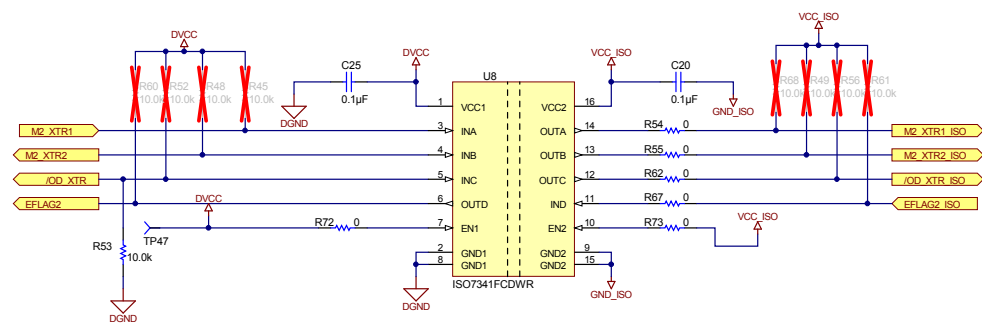 VCC_ISO
DVCC
R60 R52 R48 R45
10.0k 10.0k 10.0k 10.0k
DVCC
VCC_ISO
C25
0.1µF
DGND
C20
0.1µF
GND_ISO
R68 R49 R56 R61
10.0k 10.0k 10.0k 10.0k
U8
1 VCC1 VCC2 16
M2_XTR1 3 INA OUTA 14 R54 0 M2_XTR1_ISO
M2_XTR2 4 INB OUTB 13 R55 0 M2_XTR2_ISO
/OD_XTR 5 INC OUTC 12 R62 0 /OD_XTR_ISO
EFLAG2 6 OUTD IND 11 R67 0 EFLAG2_ISO
DVCC
TP47 R72 0 7 EN1 EN2 10 R73 0 VCC_ISO
R53
10.0k
DGND
2 GND1 GND2 9
8 GND1 GND2 15
DGND
GND_ISO
ISO7341FCDWR